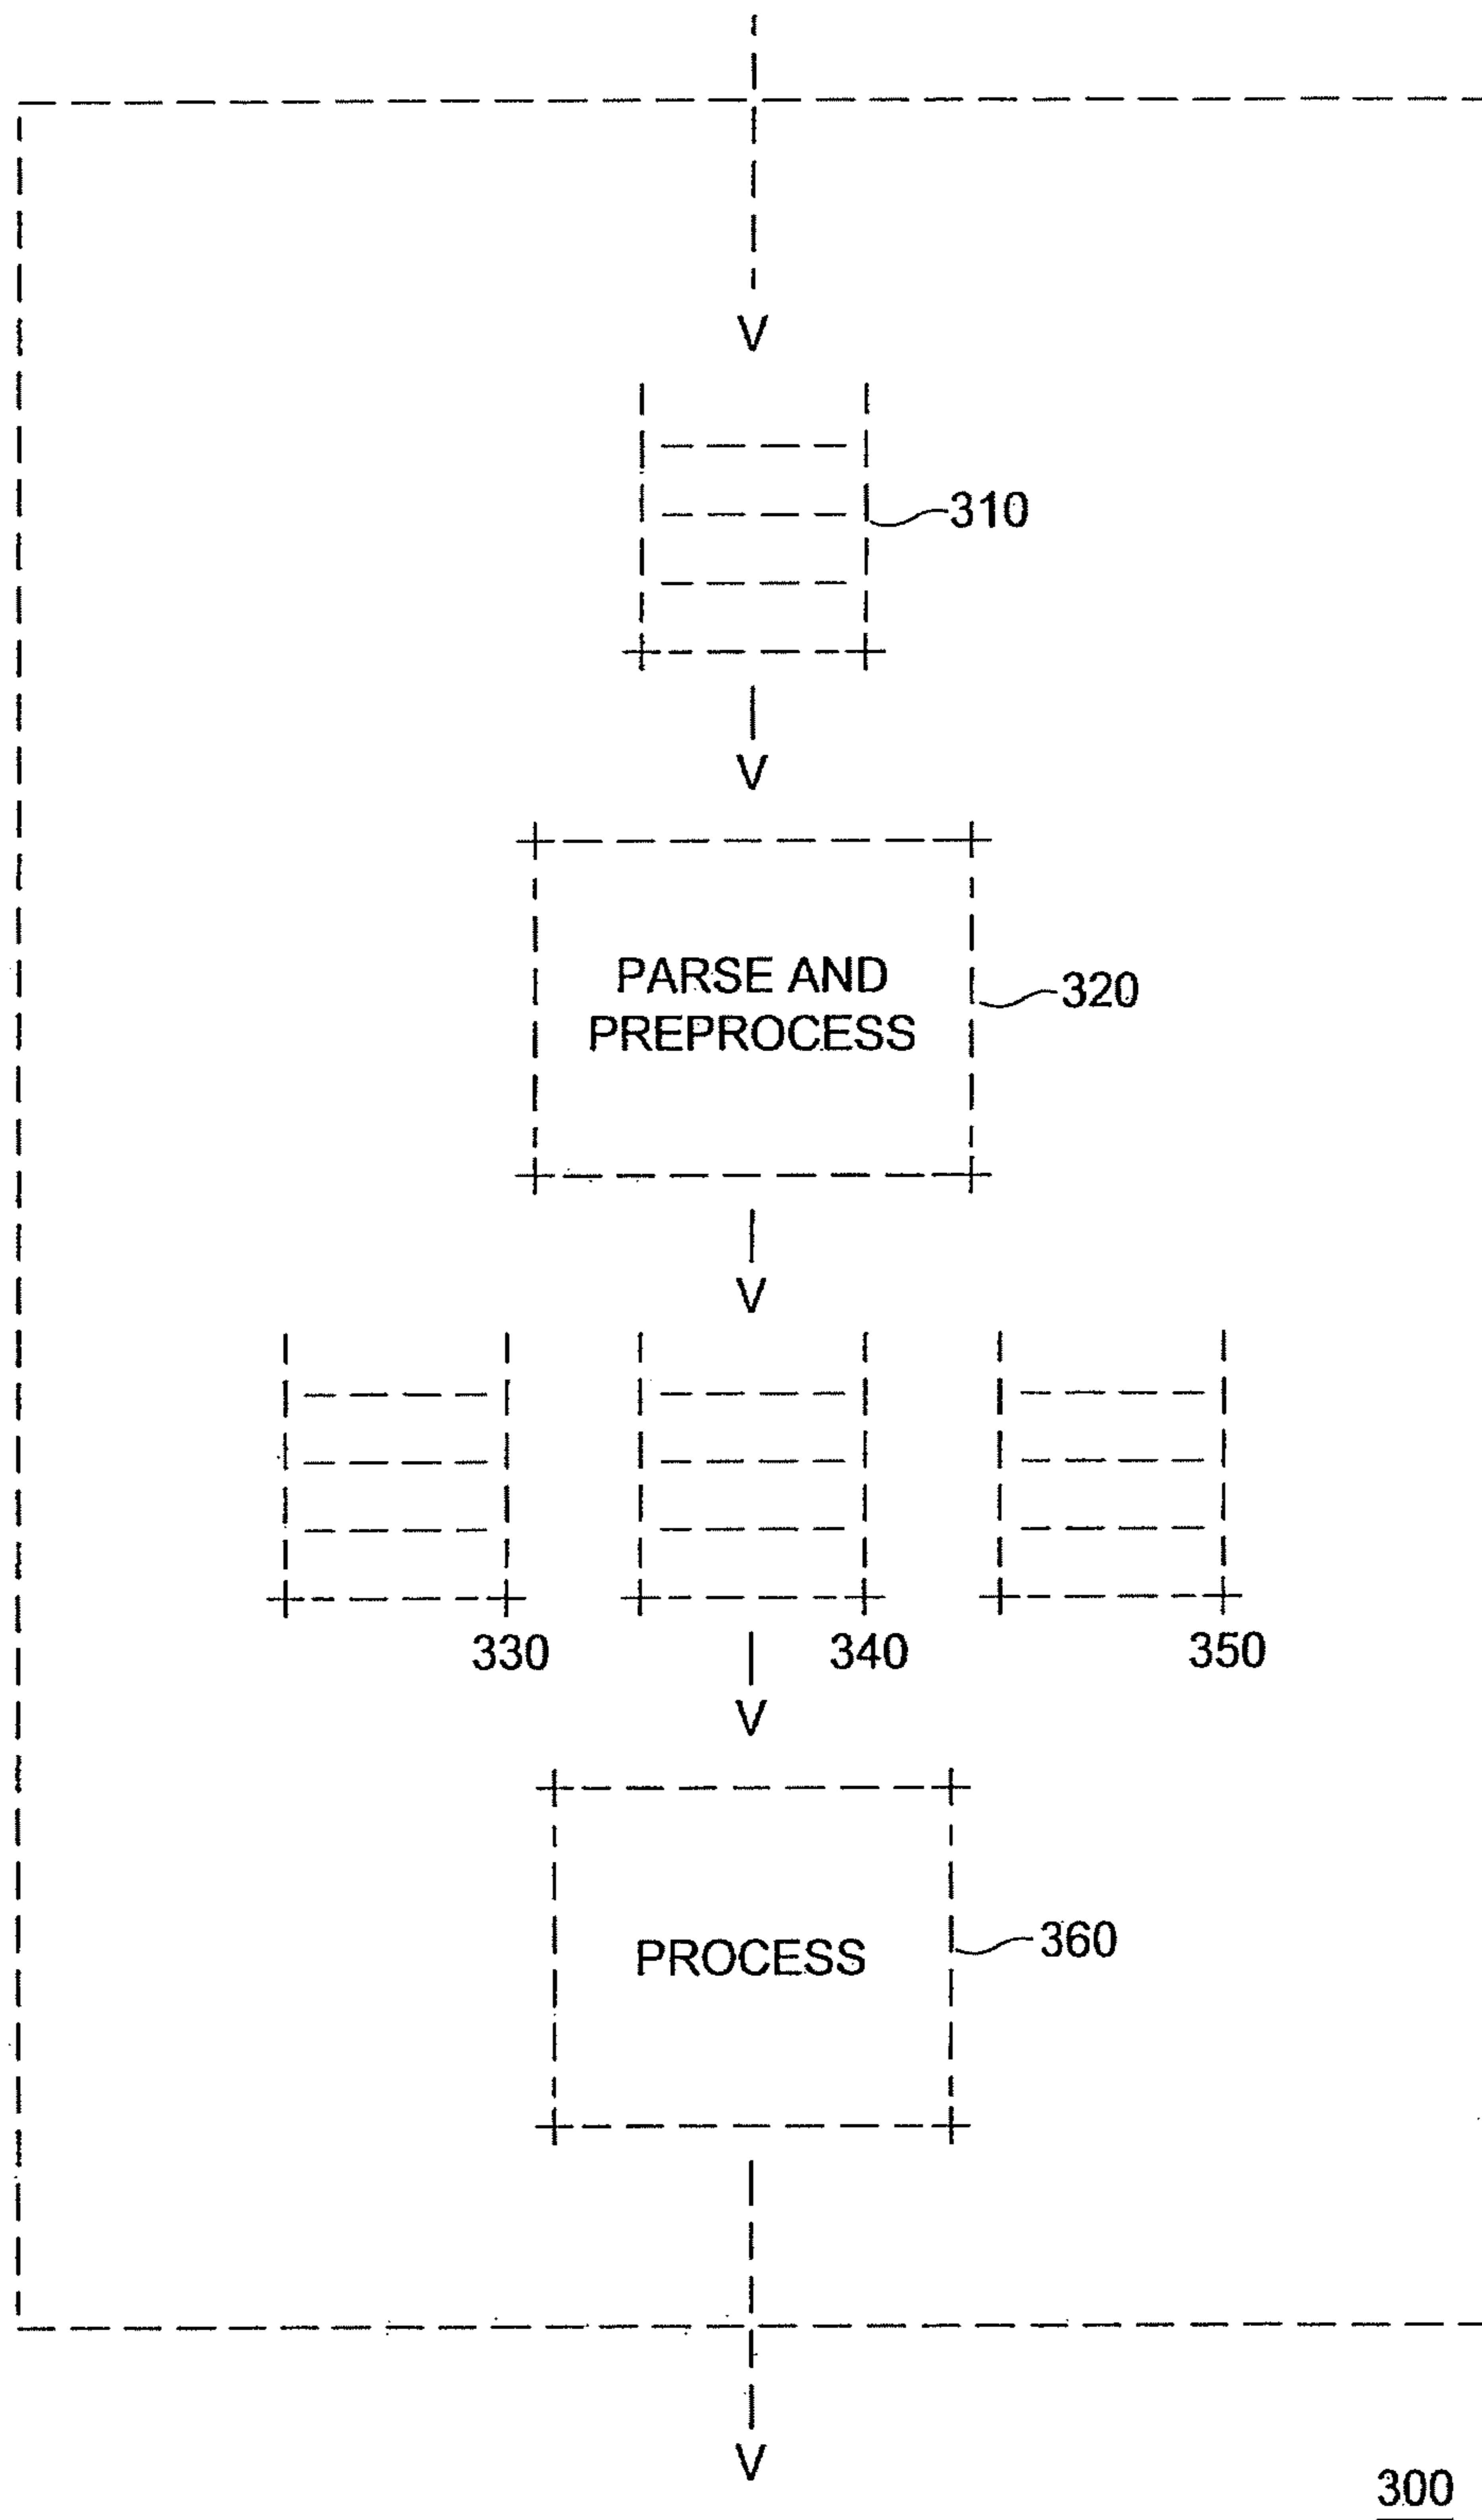 V
310
V
PARSE AND
PREPROCESS
320
V
330
340
350
V
PROCESS
360
V
300